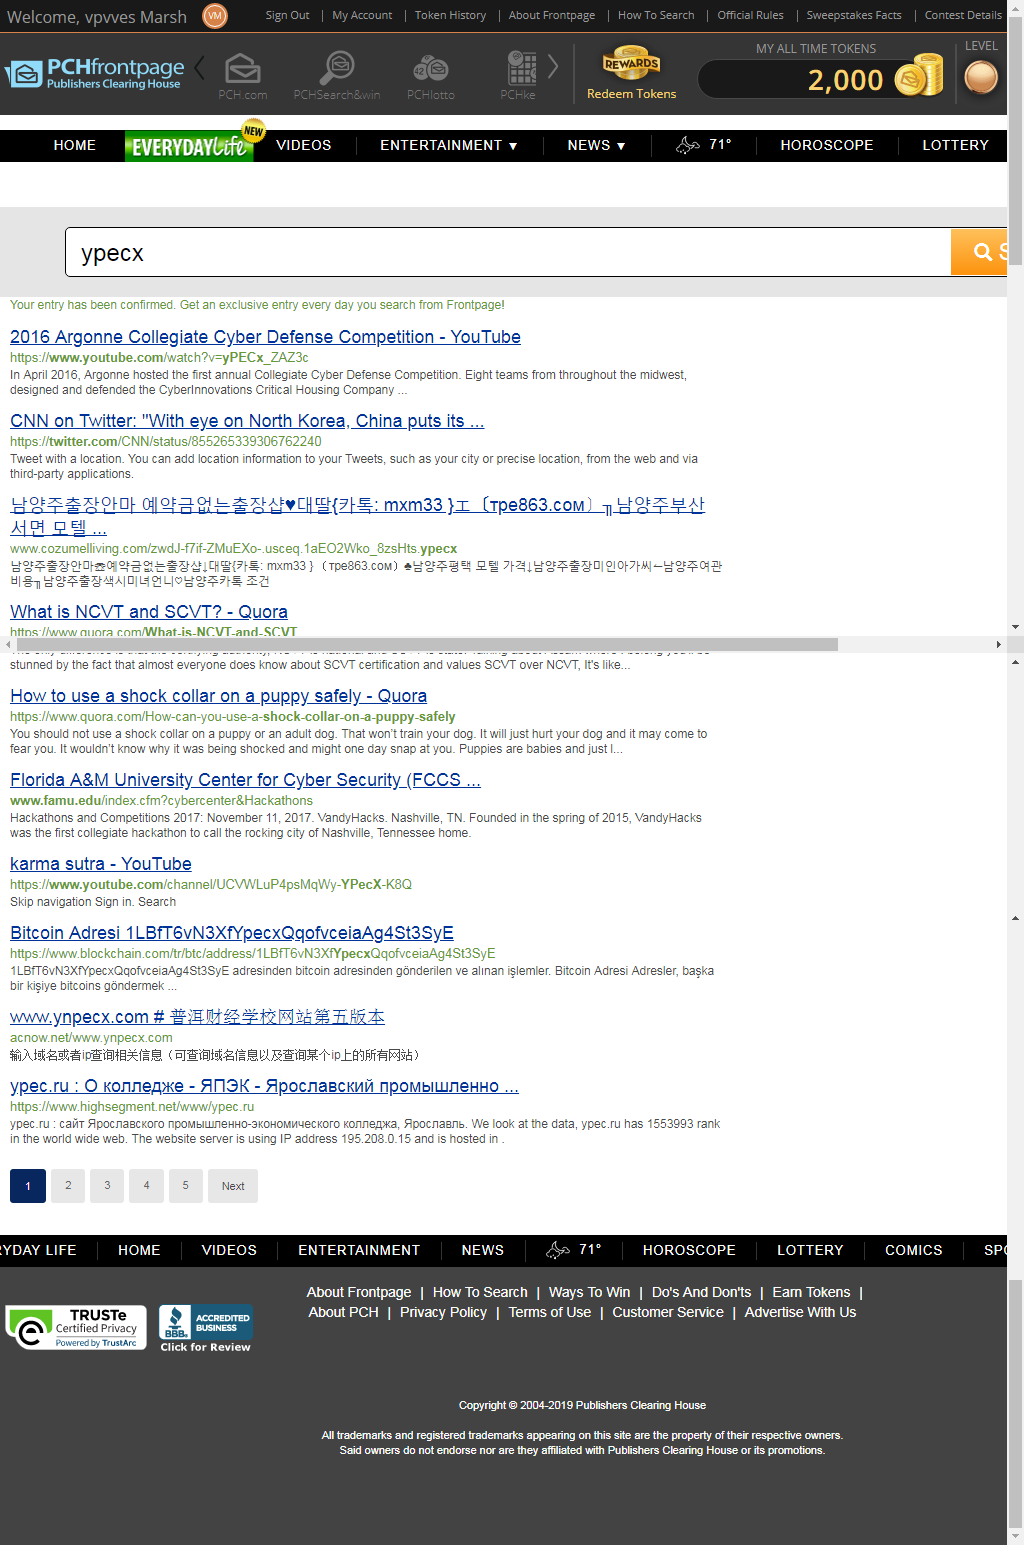 Welcome, vpvves Marsh VM Sign Out | My Account | Token History | About Frontpage | How To Search | Official Rules | Sweepstakes Facts | Contest Details
PCHfrontpage
Publishers Clearing House
PCH.com PCHSearch&win PCHlotto PCHke
REWARDS
Redeem Tokens
MY ALL TIME TOKENS
2,000
LEVEL
HOME EVERYDAY Life NEW VIDEOS ENTERTAINMENT ▼ NEWS ▼ 71° HOROSCOPE LOTTERY
ypecx S
Your entry has been confirmed. Get an exclusive entry every day you search from Frontpage!
2016 Argonne Collegiate Cyber Defense Competition - YouTube
https://www.youtube.com/watch?v=yPECx_ZAZ3c
In April 2016, Argonne hosted the first annual Collegiate Cyber Defense Competition. Eight teams from throughout the midwest,
designed and defended the CyberInnovations Critical Housing Company ...
CNN on Twitter: "With eye on North Korea, China puts its ...
https://twitter.com/CNN/status/855265339306762240
Tweet with a location. You can add location information to your Tweets, such as your city or precise location, from the web and via
third-party applications.
남양주출장안마 예약금없는출장샵♥대딸{카톡: mxm33 }ㅍ〔тpe863.coм〕╖남양주부산
서면 모텔 ...
www.cozumelliving.com/zwdJ-f7if-ZMuEXo-.usceq.1aEO2Wko_8zsHts.ypecx
남양주출장안마☎예약금없는출장샵↓대딸{카톡: mxm33 }〔тpe863.coм〕♣남양주평택 모텔 가격↓남양주출장미인아가씨←남양주여관
비용╖남양주출장색시미녀언니♡남양주카톡 조건
What is NCVT and SCVT? - Quora
https://www.quora.com/What-is-NCVT-and-SCVT
stunned by the fact that almost everyone does know about SCVT certification and values SCVT over NCVT, It's like...
How to use a shock collar on a puppy safely - Quora
https://www.quora.com/How-can-you-use-a-shock-collar-on-a-puppy-safely
You should not use a shock collar on a puppy or an adult dog. That won't train your dog. It will just hurt your dog and it may come to
fear you. It wouldn't know why it was being shocked and might one day snap at you. Puppies are babies and just l...
Florida A&M University Center for Cyber Security (FCCS ...
www.famu.edu/index.cfm?cybercenter&Hackathons
Hackathons and Competitions 2017: November 11, 2017. VandyHacks. Nashville, TN. Founded in the spring of 2015, VandyHacks
was the first collegiate hackathon to call the rocking city of Nashville, Tennessee home.
karma sutra - YouTube
https://www.youtube.com/channel/UCVWLuP4psMqWy-YPecX-K8Q
Skip navigation Sign in. Search
Bitcoin Adresi 1LBfT6vN3XfYpecxQqofvceiaAg4St3SyE
https://www.blockchain.com/tr/btc/address/1LBfT6vN3XfYpecxQqofvceiaAg4St3SyE
1LBfT6vN3XfYpecxQqofvceiaAg4St3SyE adresinden bitcoin adresinden gönderilen ve alınan işlemler. Bitcoin Adresi Adresler, başka
bir kişiye bitcoins göndermek ...
www.ynpecx.com # 普洱财经学校网站第五版本
acnow.net/www.ynpecx.com
输入域名或者ip查询相关信息（可查询域名信息以及查询某个ip上的所有网站）
ypec.ru : О колледже - ЯПЭК - Ярославский промышленно ...
https://www.highsegment.net/www/ypec.ru
ypec.ru : сайт Ярославского промышленно-экономического колледжа, Ярославль. We look at the data, ypec.ru has 1553993 rank
in the world wide web. The website server is using IP address 195.208.0.15 and is hosted in .
1 2 3 4 5 Next
RYDAY LIFE HOME VIDEOS ENTERTAINMENT NEWS 71° HOROSCOPE LOTTERY COMICS SPO
About Frontpage | How To Search | Ways To Win | Do's And Don'ts | Earn Tokens |
About PCH | Privacy Policy | Terms of Use | Customer Service | Advertise With Us
TRUSTe
Certified Privacy
Powered by TrustArc
BBB
ACCREDITED
BUSINESS
Click for Review
Copyright © 2004-2019 Publishers Clearing House
All trademarks and registered trademarks appearing on this site are the property of their respective owners.
Said owners do not endorse nor are they affiliated with Publishers Clearing House or its promotions.